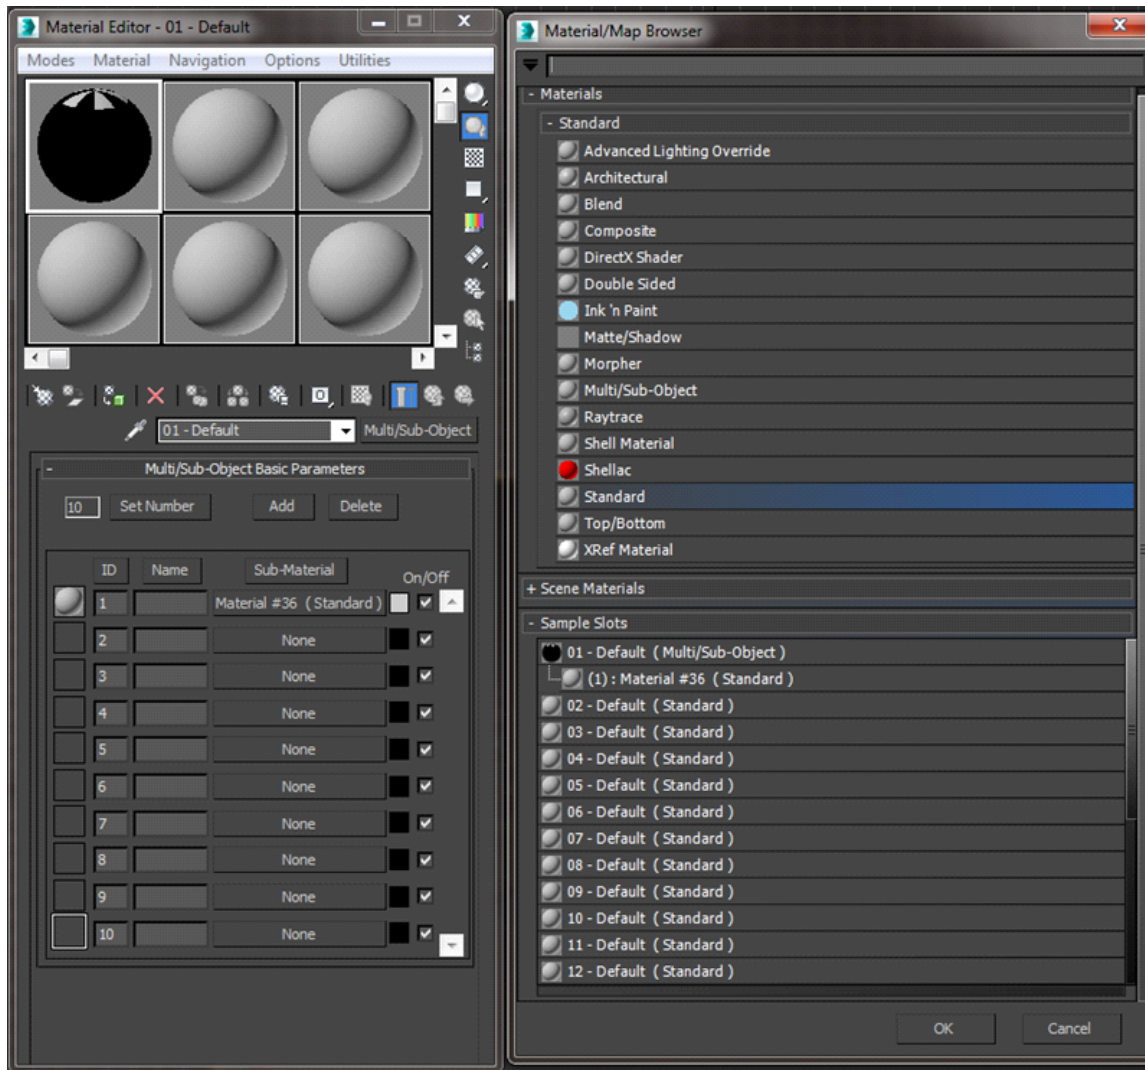 Material Editor - 01 - Default
Modes Material Navigation Options Utilities
01 - Default Multi/Sub-Object
- Multi/Sub-Object Basic Parameters
10 Set Number Add Delete
ID Name Sub-Material On/Off
1 Material #36 ( Standard )
2 None
3 None
4 None
5 None
6 None
7 None
8 None
9 None
10 None
Material/Map Browser
- Materials
- Standard
Advanced Lighting Override
Architectural
Blend
Composite
DirectX Shader
Double Sided
Ink 'n Paint
Matte/Shadow
Morpher
Multi/Sub-Object
Raytrace
Shell Material
Shellac
Standard
Top/Bottom
XRef Material
+ Scene Materials
- Sample Slots
01 - Default ( Multi/Sub-Object )
(1) : Material #36 ( Standard )
02 - Default ( Standard )
03 - Default ( Standard )
04 - Default ( Standard )
05 - Default ( Standard )
06 - Default ( Standard )
07 - Default ( Standard )
08 - Default ( Standard )
09 - Default ( Standard )
10 - Default ( Standard )
11 - Default ( Standard )
12 - Default ( Standard )
OK Cancel